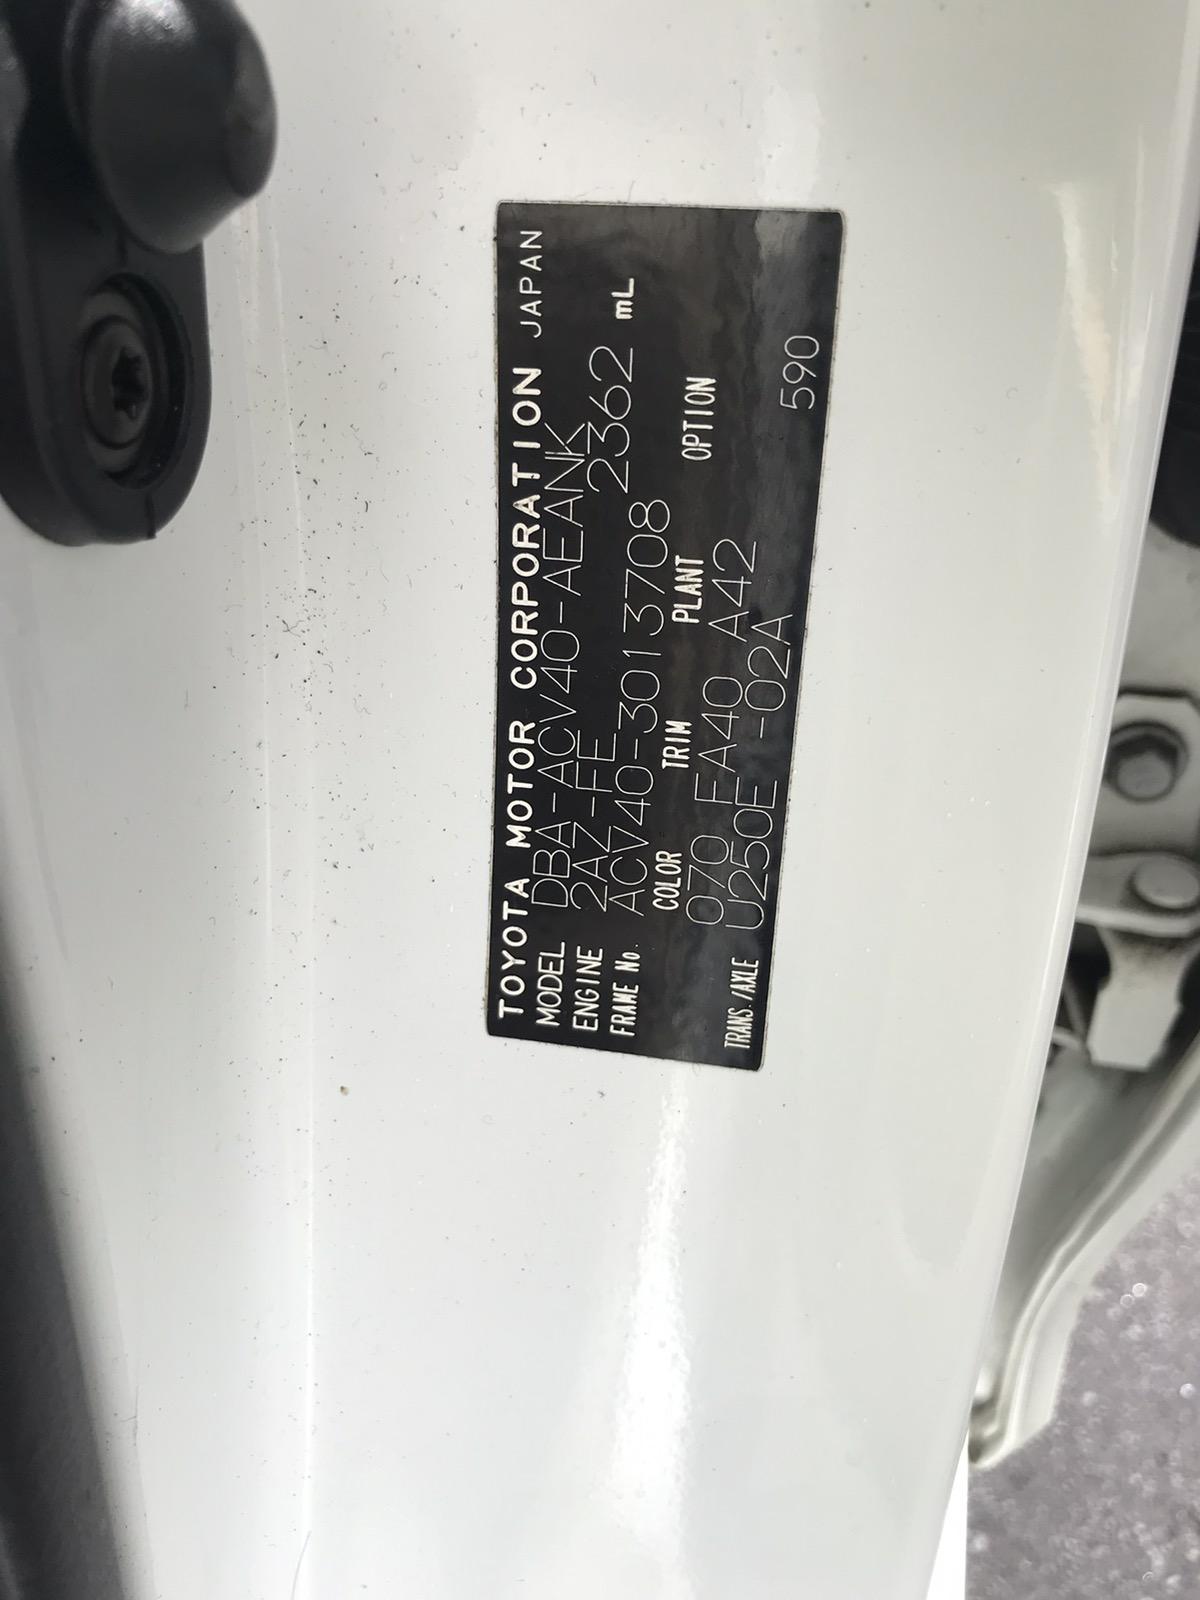 TOYOTA MOTOR CORPORATION JAPAN
MODEL DBA-ACV40-AEANK
ENGINE 2AZ-FE 2362 mL
FRAME No. ACV40-3013708
COLOR TRIM PLANT OPTION
070 FA40 A42
TRANS./AXLE U250E -02A 590